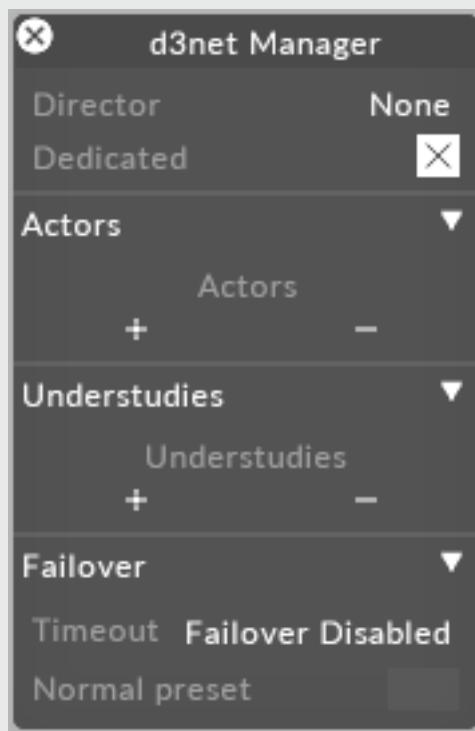 d3net Manager
Director None
Dedicated
Actors
Actors
+ −
Understudies
Understudies
+ −
Failover
Timeout Failover Disabled
Normal preset